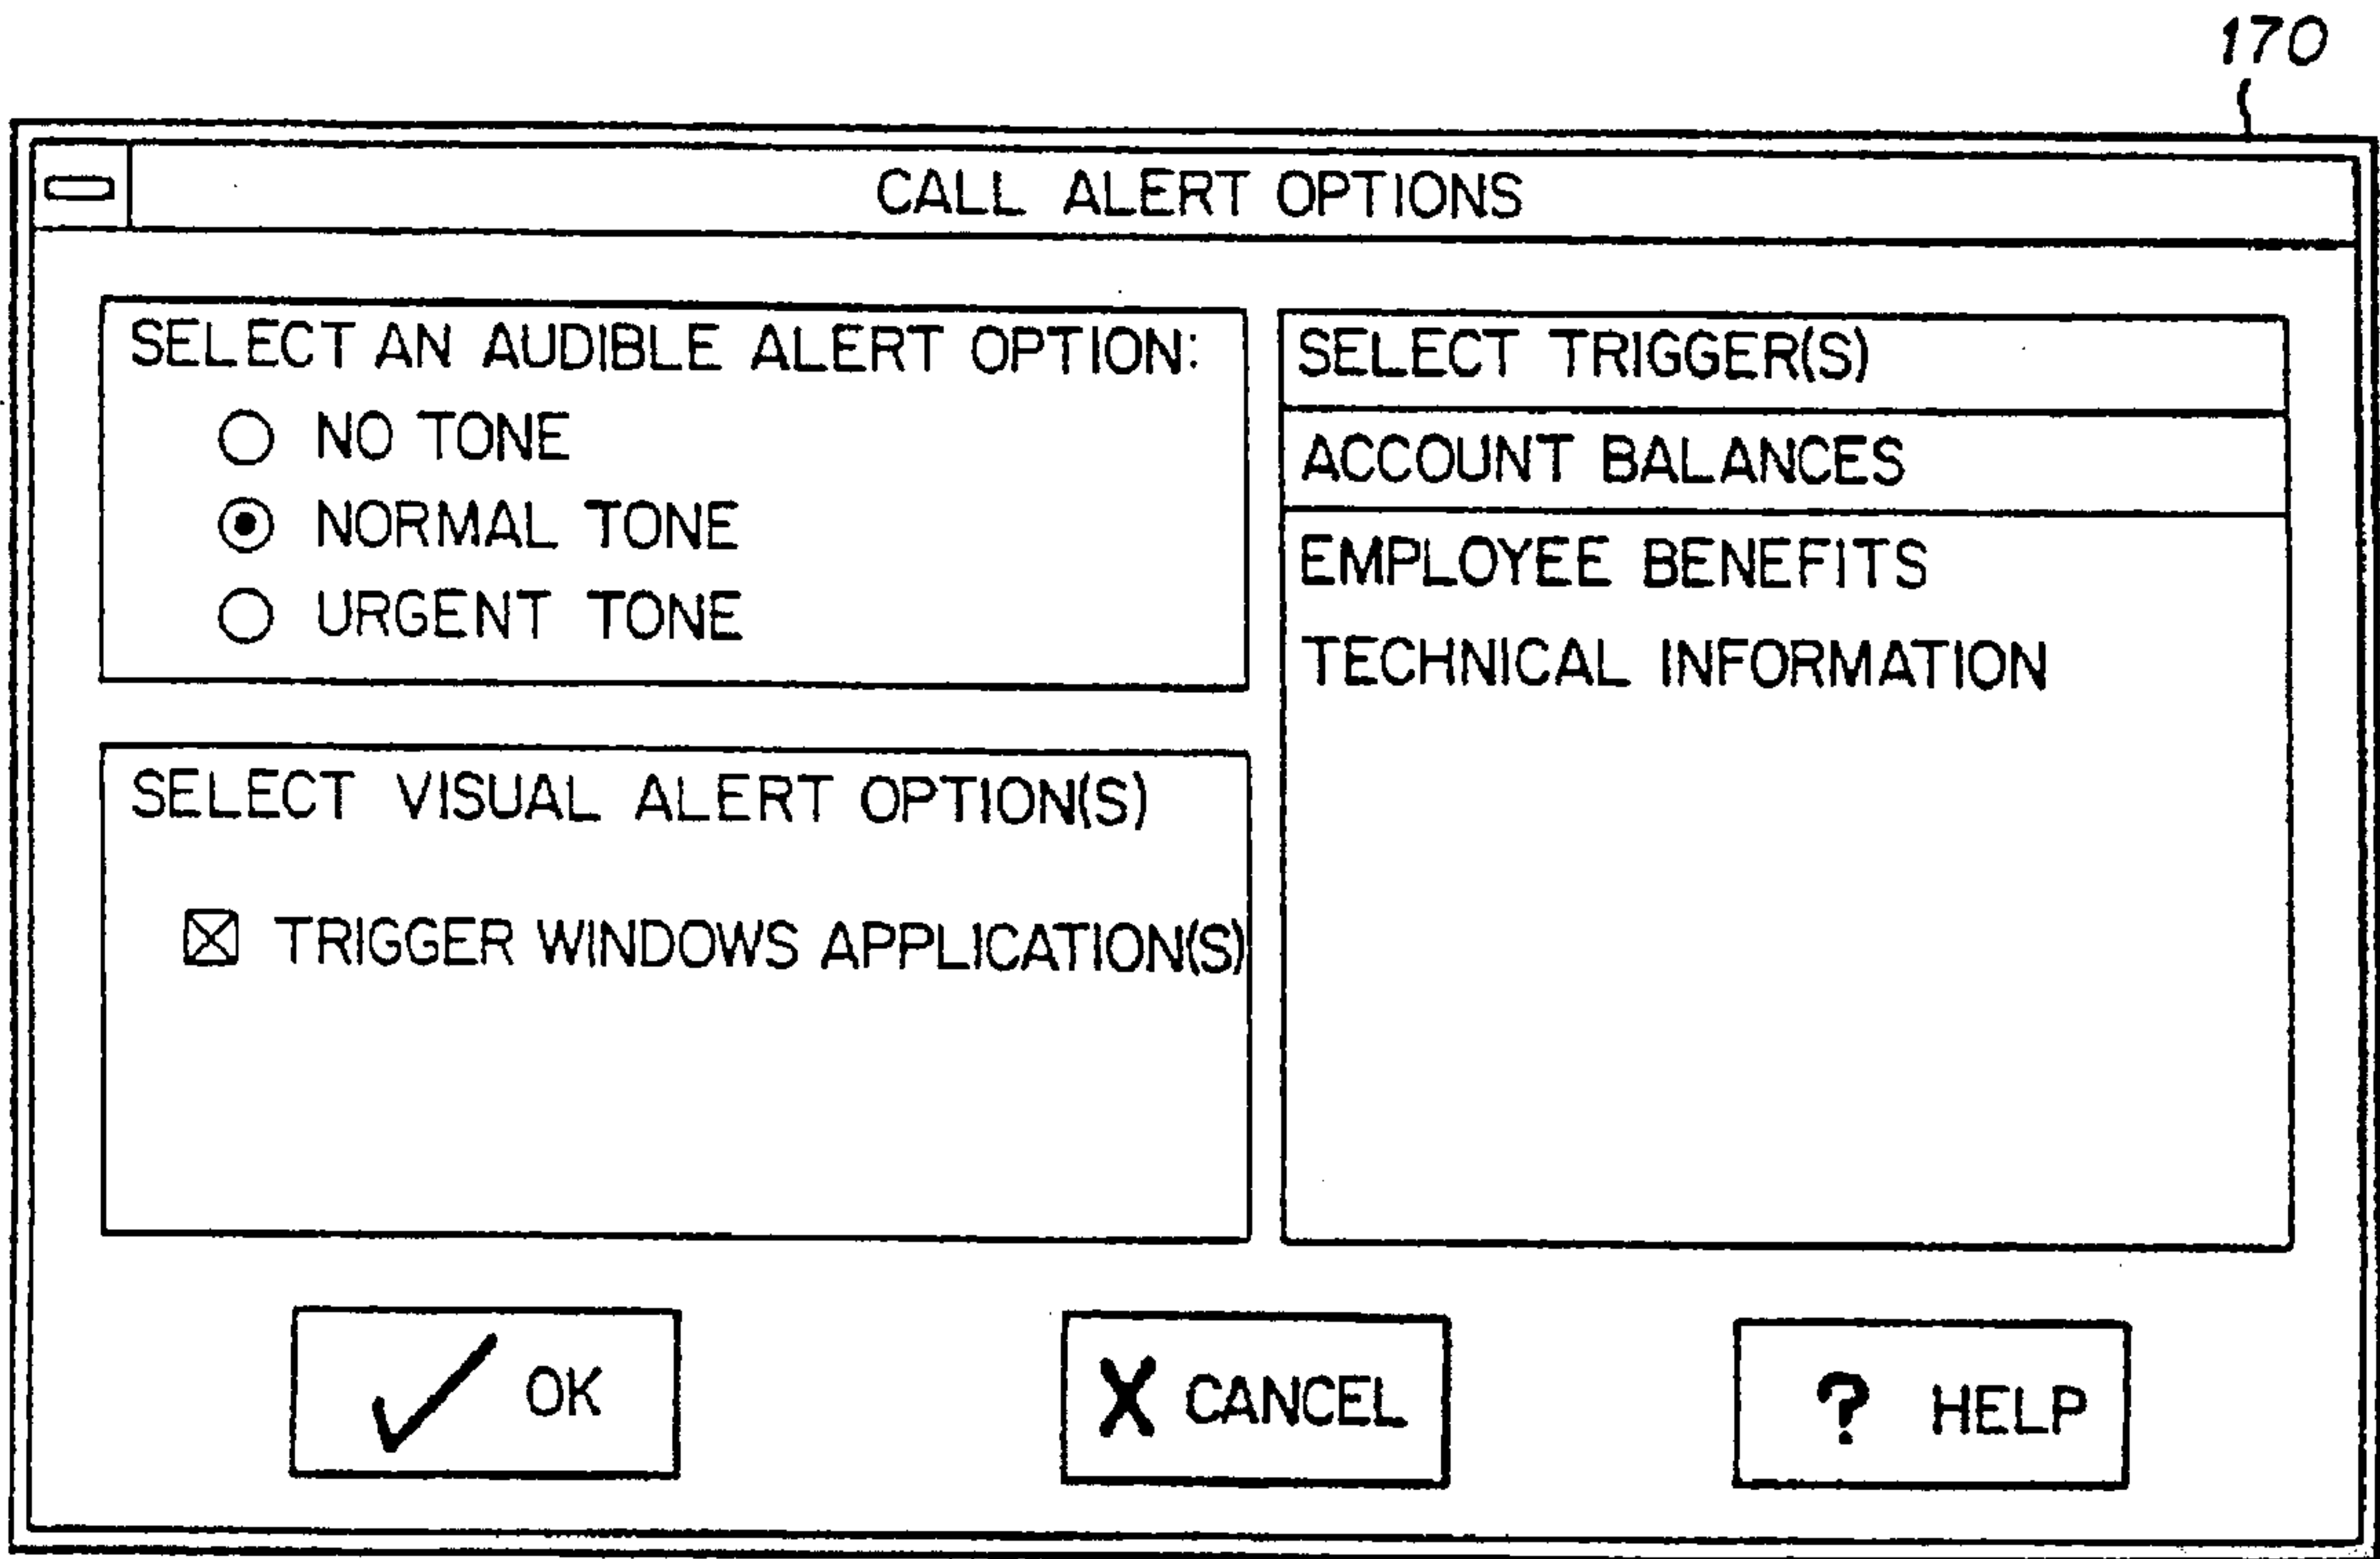 170
CALL ALERT OPTIONS
SELECT AN AUDIBLE ALERT OPTION:
NO TONE
NORMAL TONE
URGENT TONE
SELECT VISUAL ALERT OPTION(S)
TRIGGER WINDOWS APPLICATION(S)
SELECT TRIGGER(S)
ACCOUNT BALANCES
EMPLOYEE BENEFITS
TECHNICAL INFORMATION
OK
X CANCEL
? HELP